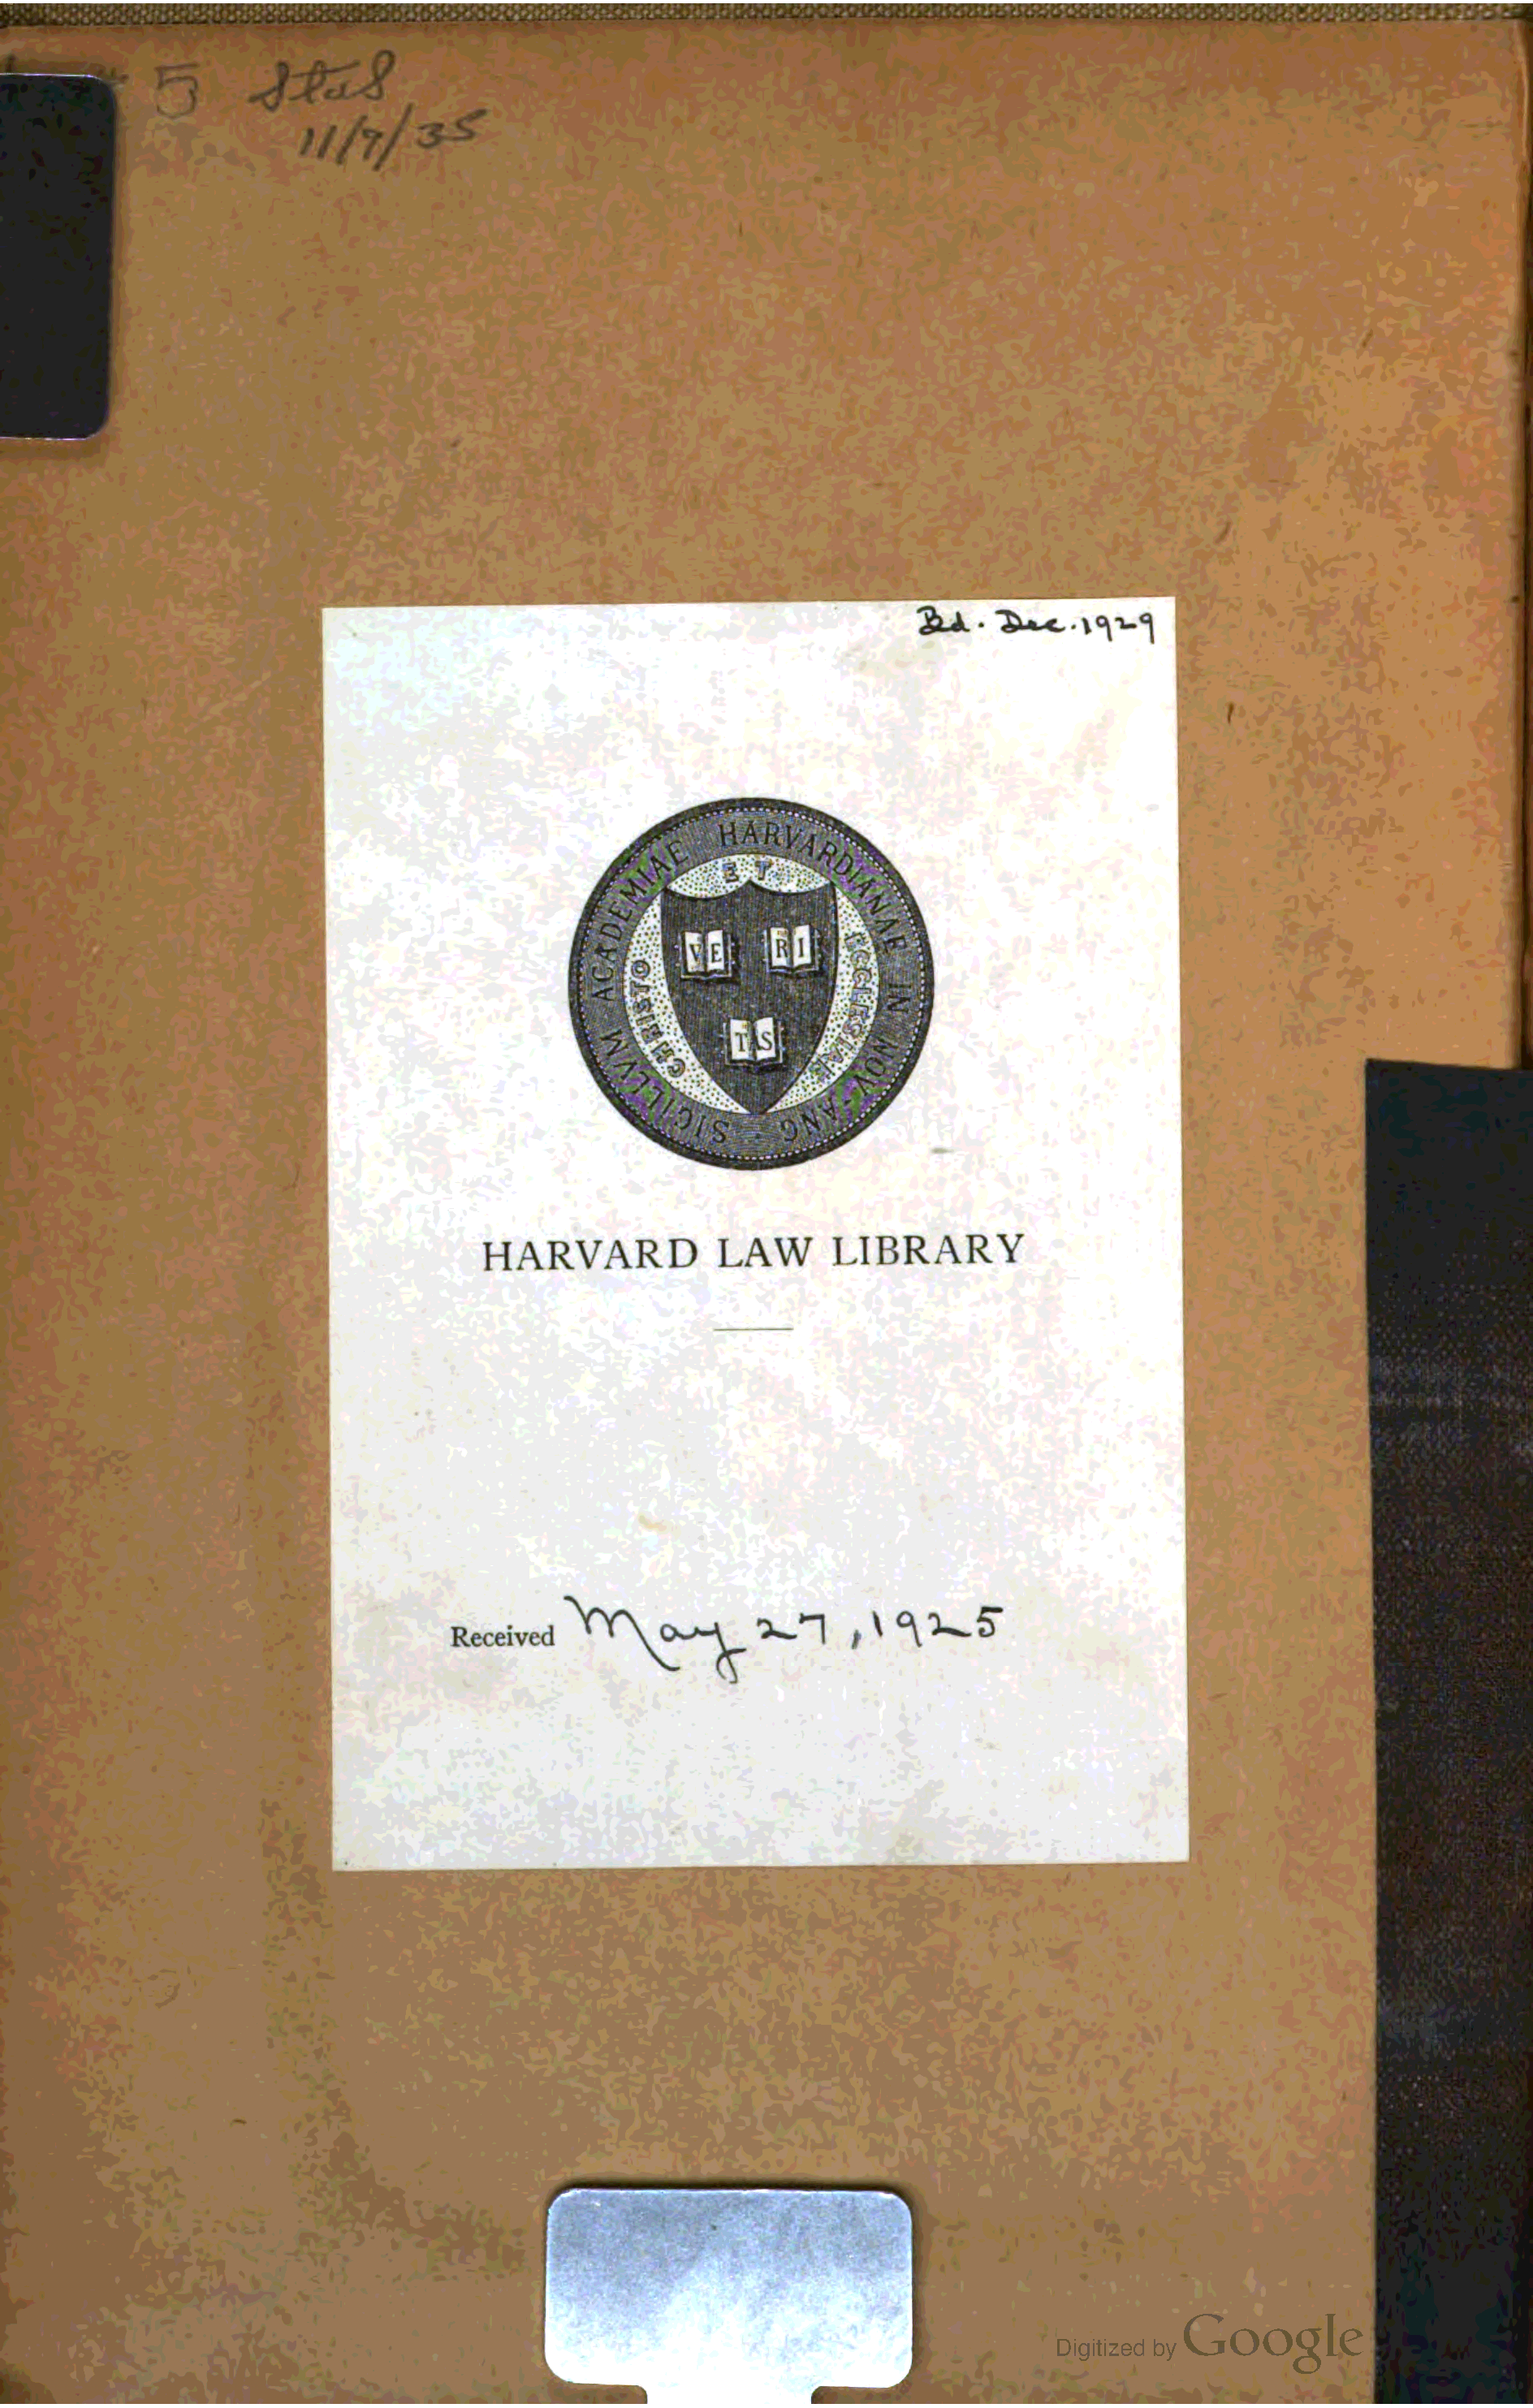 5
11/7/35
Bd. Dec. 1929
SIGILLVM ACADEMIAE HARVARDIANAE IN NOV ANG
CHRISTO ET ECCLESIAE
VE RI
TAS
HARVARD LAW LIBRARY
Received May 27, 1925
Digitized by Google